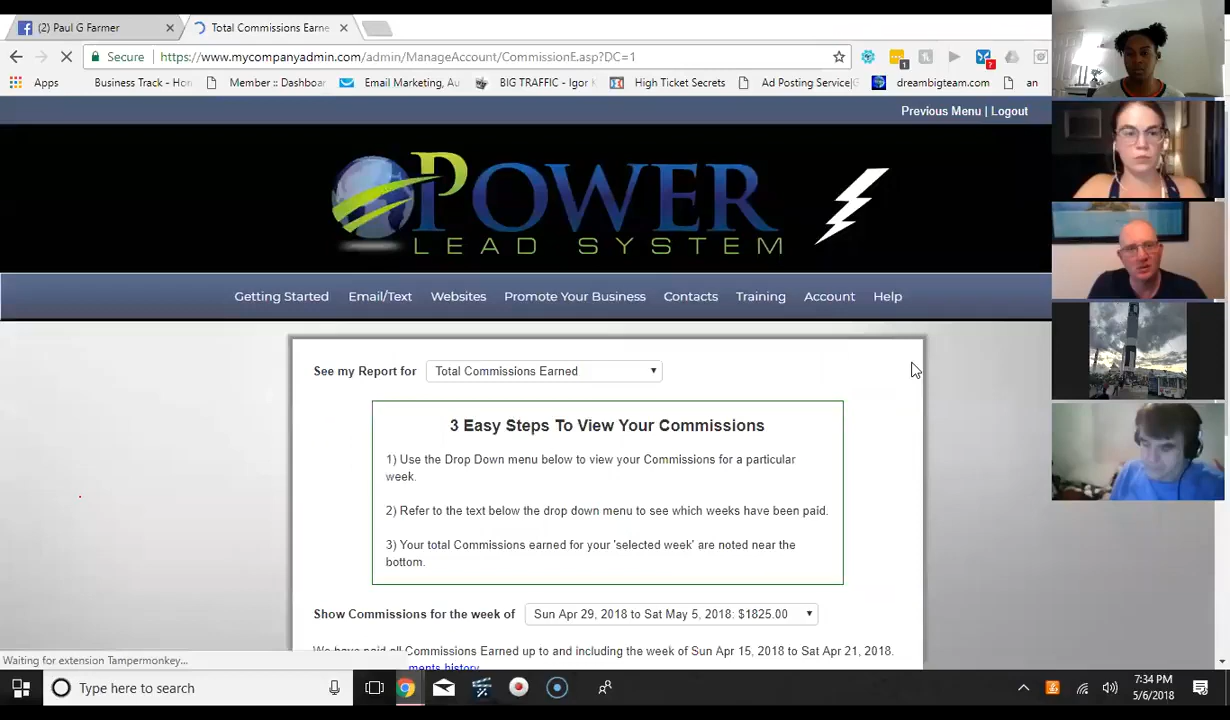 (2) Paul G Farmer
Total Commissions Earne
Secure
https://www.mycompanyadmin.com/admin/ManageAccount/CommissionE.asp?DC=1
1
?
Apps
Business Track - Hon
Member :: Dashboar
Email Marketing, Au
BIG TRAFFIC - Igor K
High Ticket Secrets
Ad Posting Service|G
dreambigteam.com
an
Previous Menu | Logout
POWER
LEAD SYSTEM
Getting Started
Email/Text
Websites
Promote Your Business
Contacts
Training
Account
Help
See my Report for
Total Commissions Earned
3 Easy Steps To View Your Commissions
1) Use the Drop Down menu below to view your Commissions for a particular
week.
2) Refer to the text below the drop down menu to see which weeks have been paid.
3) Your total Commissions earned for your 'selected week' are noted near the
bottom.
Show Commissions for the week of
Sun Apr 29, 2018 to Sat May 5, 2018: $1825.00
We have paid all Commissions Earned up to and including the week of Sun Apr 15, 2018 to Sat Apr 21, 2018.
ments history.
Waiting for extension Tampermonkey...
Type here to search
7:34 PM
5/6/2018